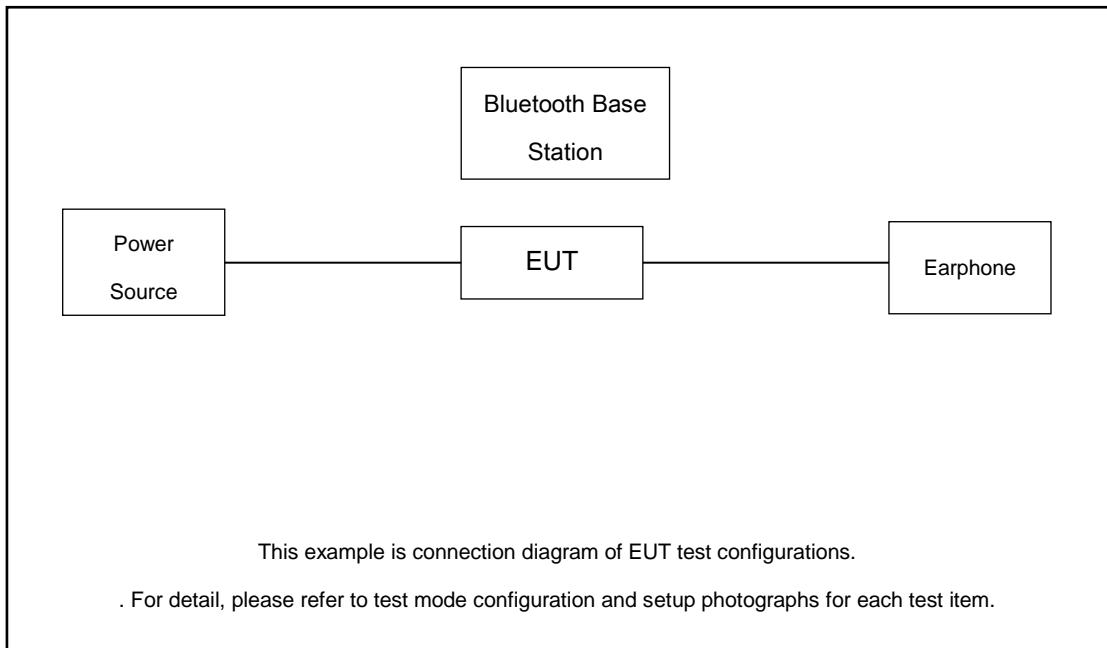 Bluetooth Base
Station
Power
Source
EUT
Earphone
This example is connection diagram of EUT test configurations.
. For detail, please refer to test mode configuration and setup photographs for each test item.